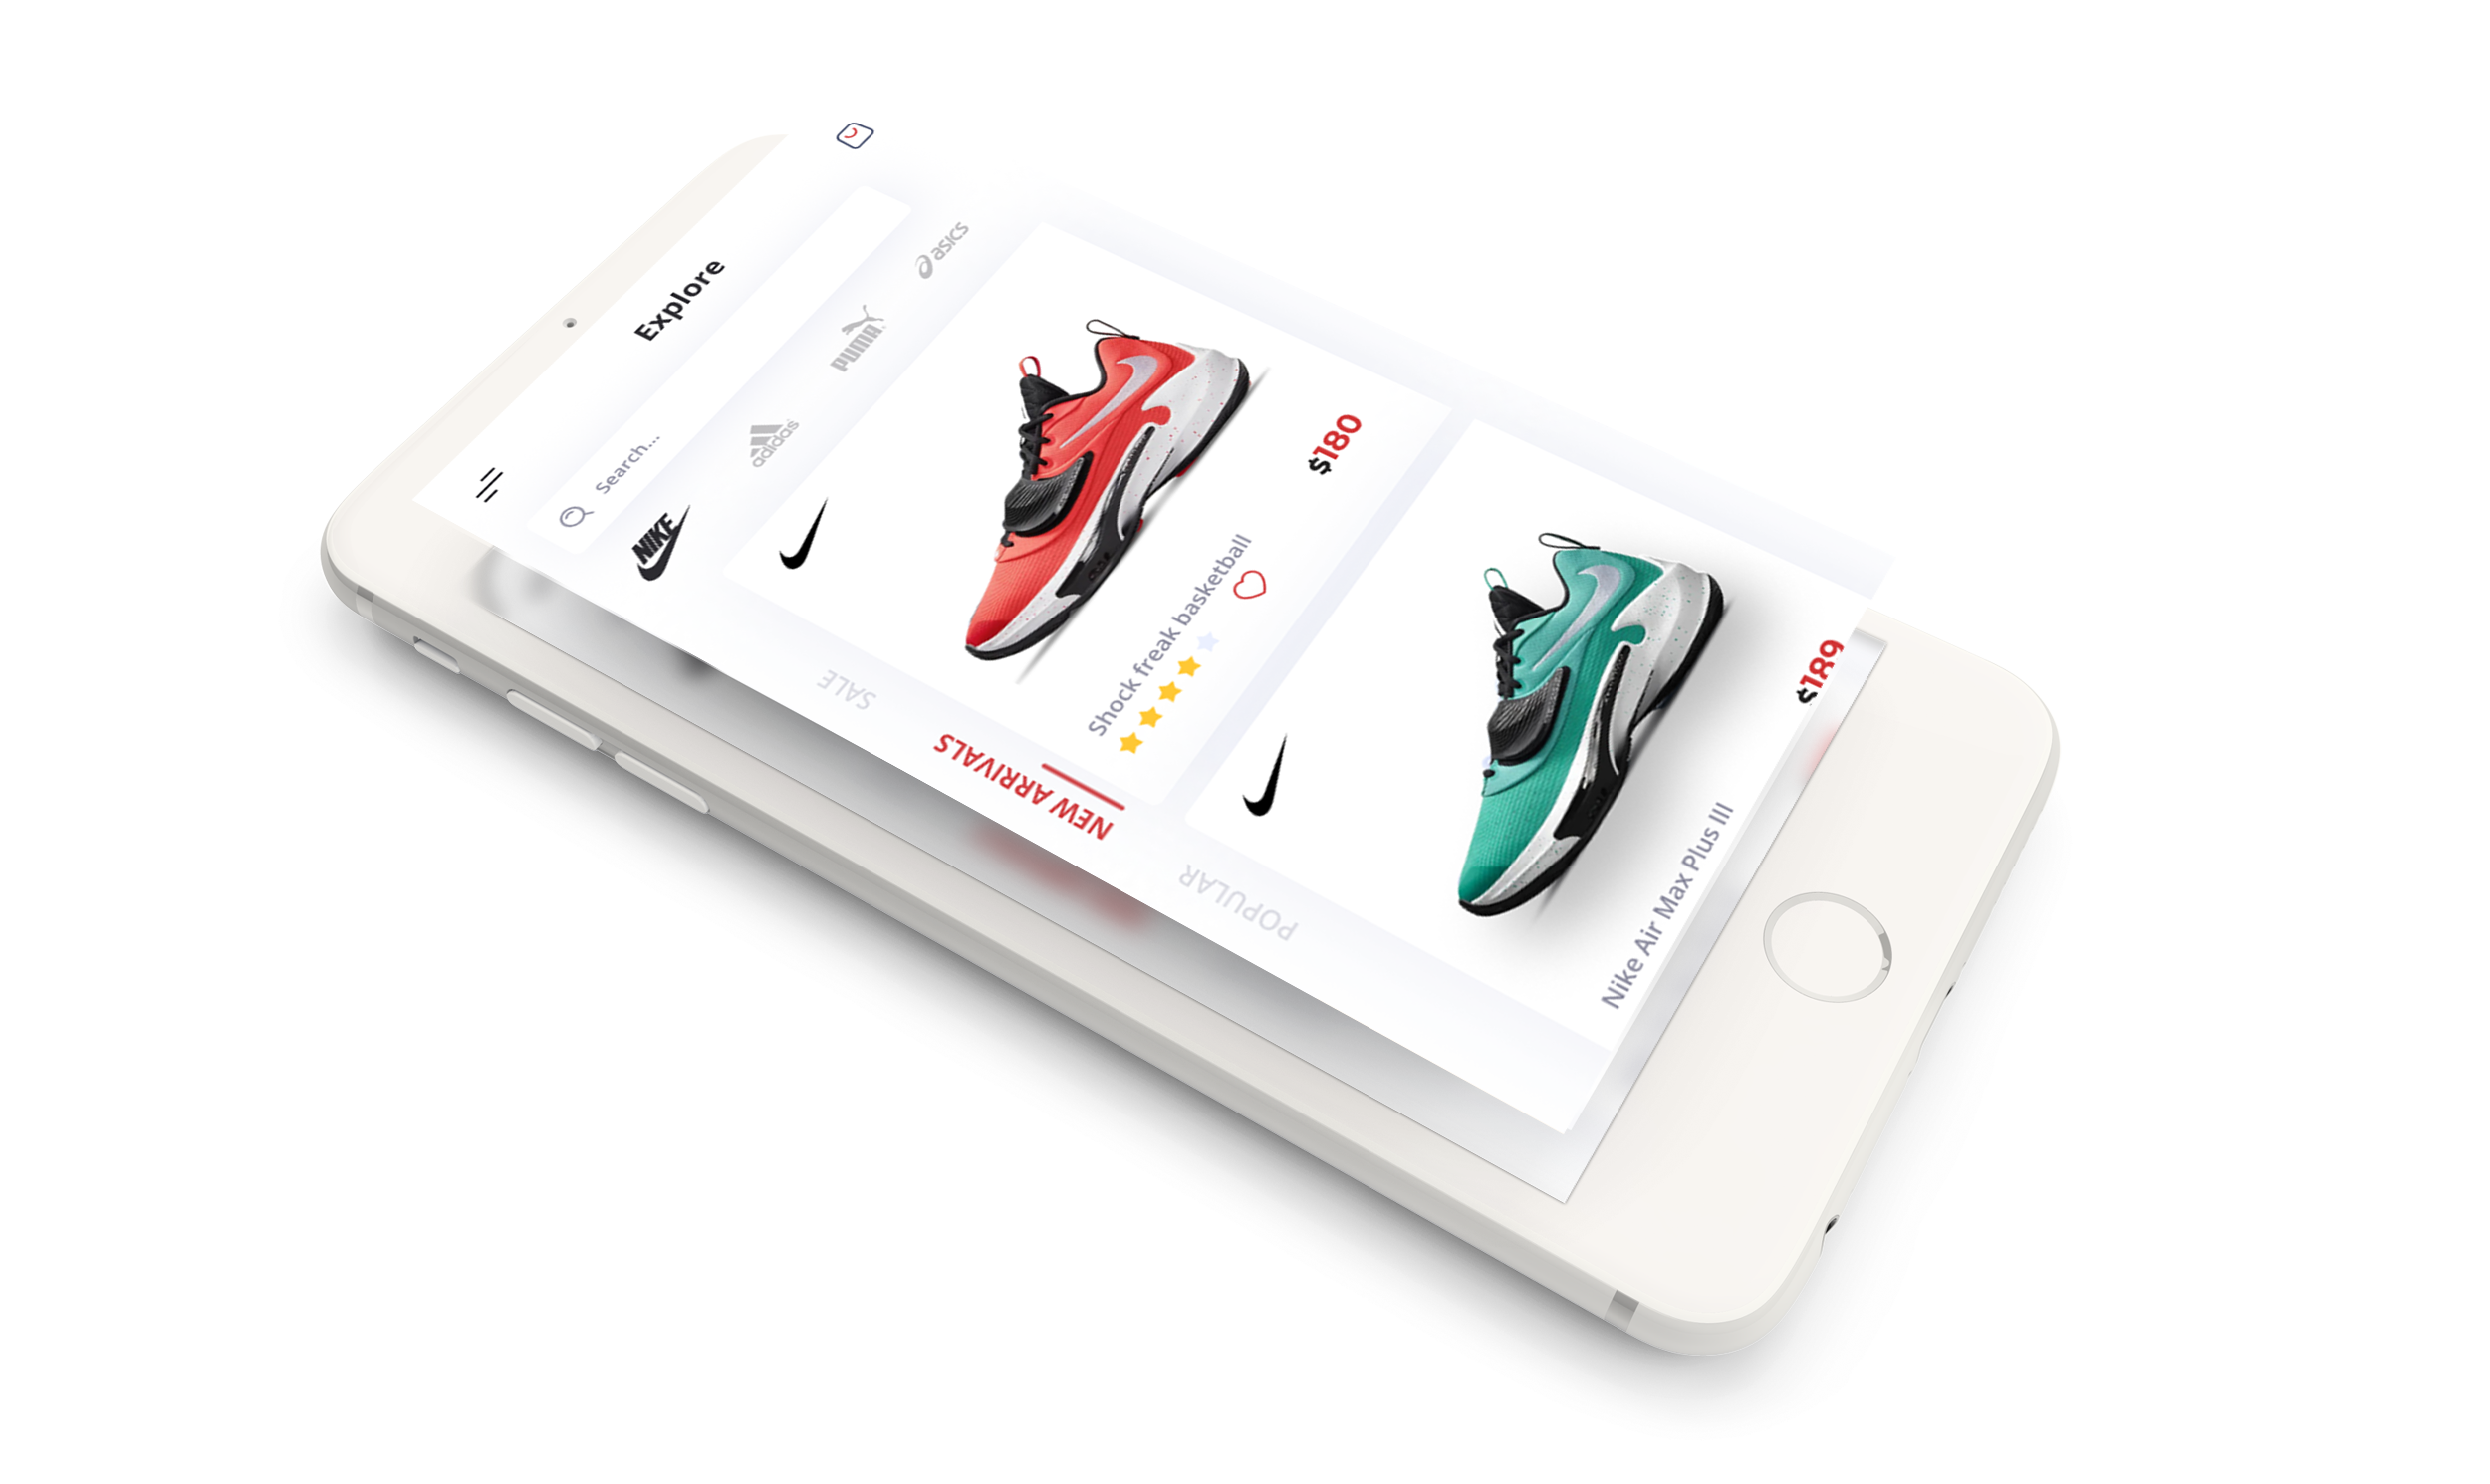 Explore
Search...
NIKE
adidas
PUMA
asics
SALE
NEW ARRIVALS
POPULAR
$180
Shock freak basketball
$189
Nike Air Max Plus III